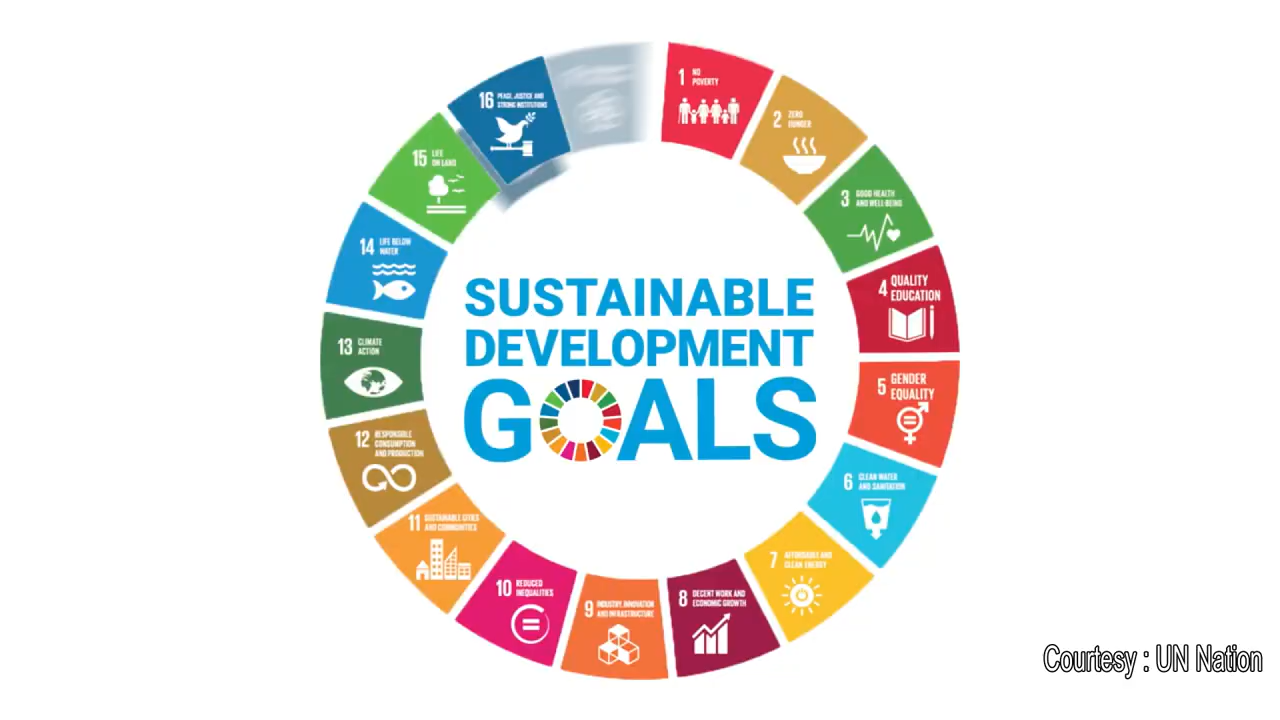 1 NO
POVERTY
2 ZERO
HUNGER
3 GOOD HEALTH
AND WELL-BEING
4 QUALITY
EDUCATION
5 GENDER
EQUALITY
6 CLEAN WATER
AND SANITATION
7 AFFORDABLE AND
CLEAN ENERGY
8 DECENT WORK AND
ECONOMIC GROWTH
9 INDUSTRY, INNOVATION
AND INFRASTRUCTURE
10 REDUCED
INEQUALITIES
11 SUSTAINABLE CITIES
AND COMMUNITIES
12 RESPONSIBLE
CONSUMPTION
AND PRODUCTION
13 CLIMATE
ACTION
14 LIFE BELOW
WATER
15 LIFE
ON LAND
16 PEACE, JUSTICE AND
STRONG INSTITUTIONS
SUSTAINABLE
DEVELOPMENT
GOALS
Courtesy : UN Nation